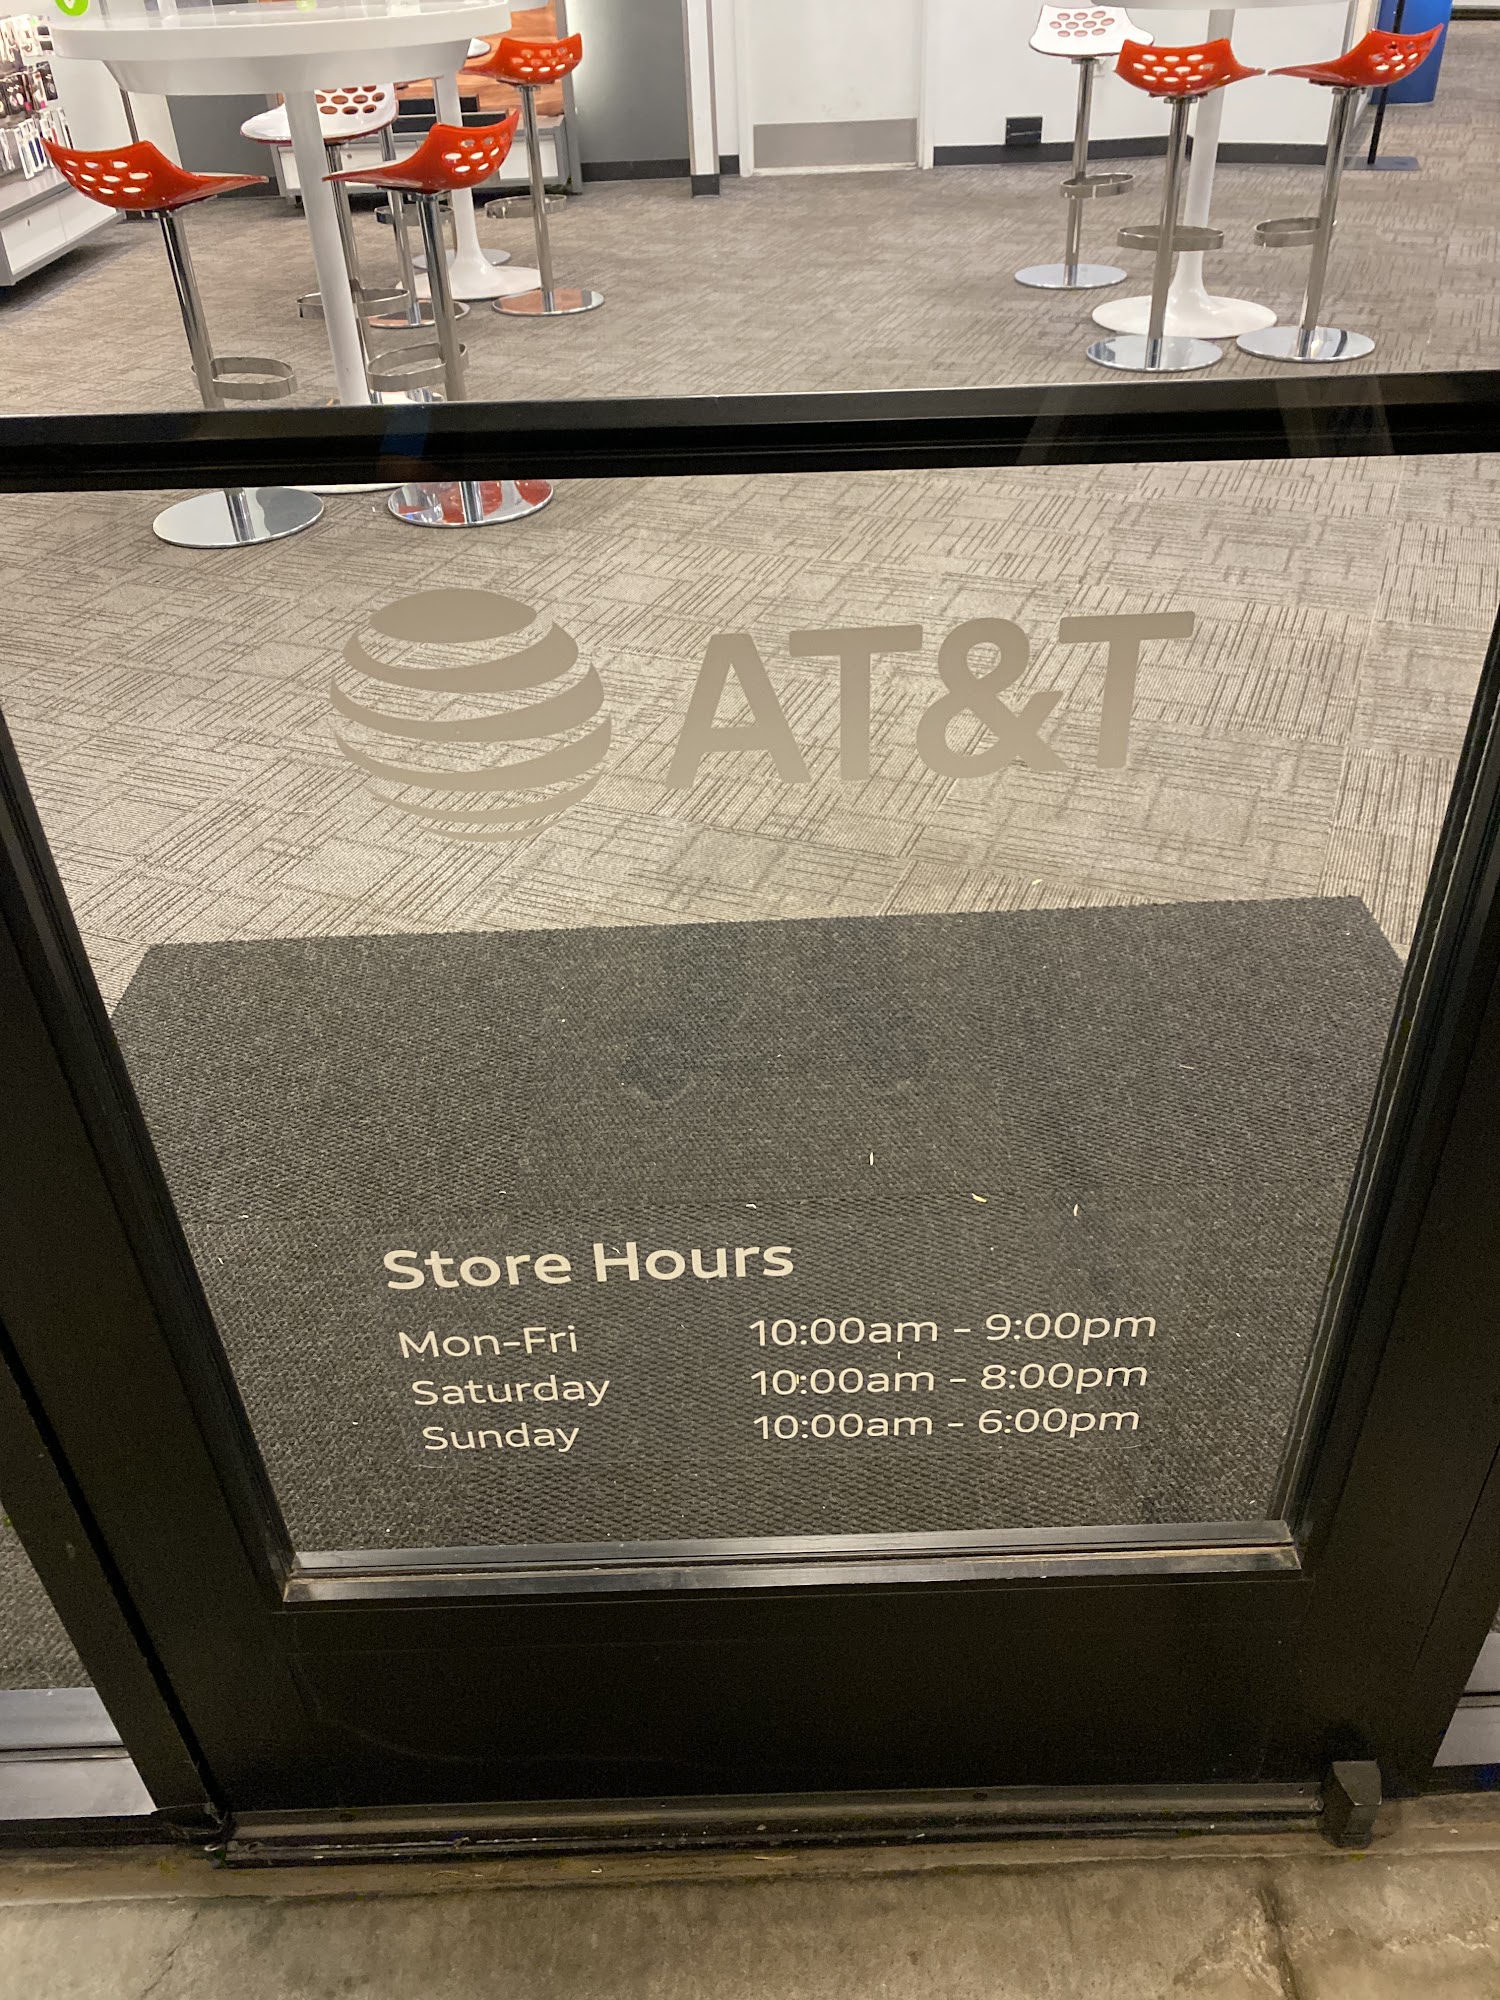 AT&T
Store Hours
Mon-Fri 10:00am - 9:00pm
Saturday 10:00am - 8:00pm
Sunday 10:00am - 6:00pm